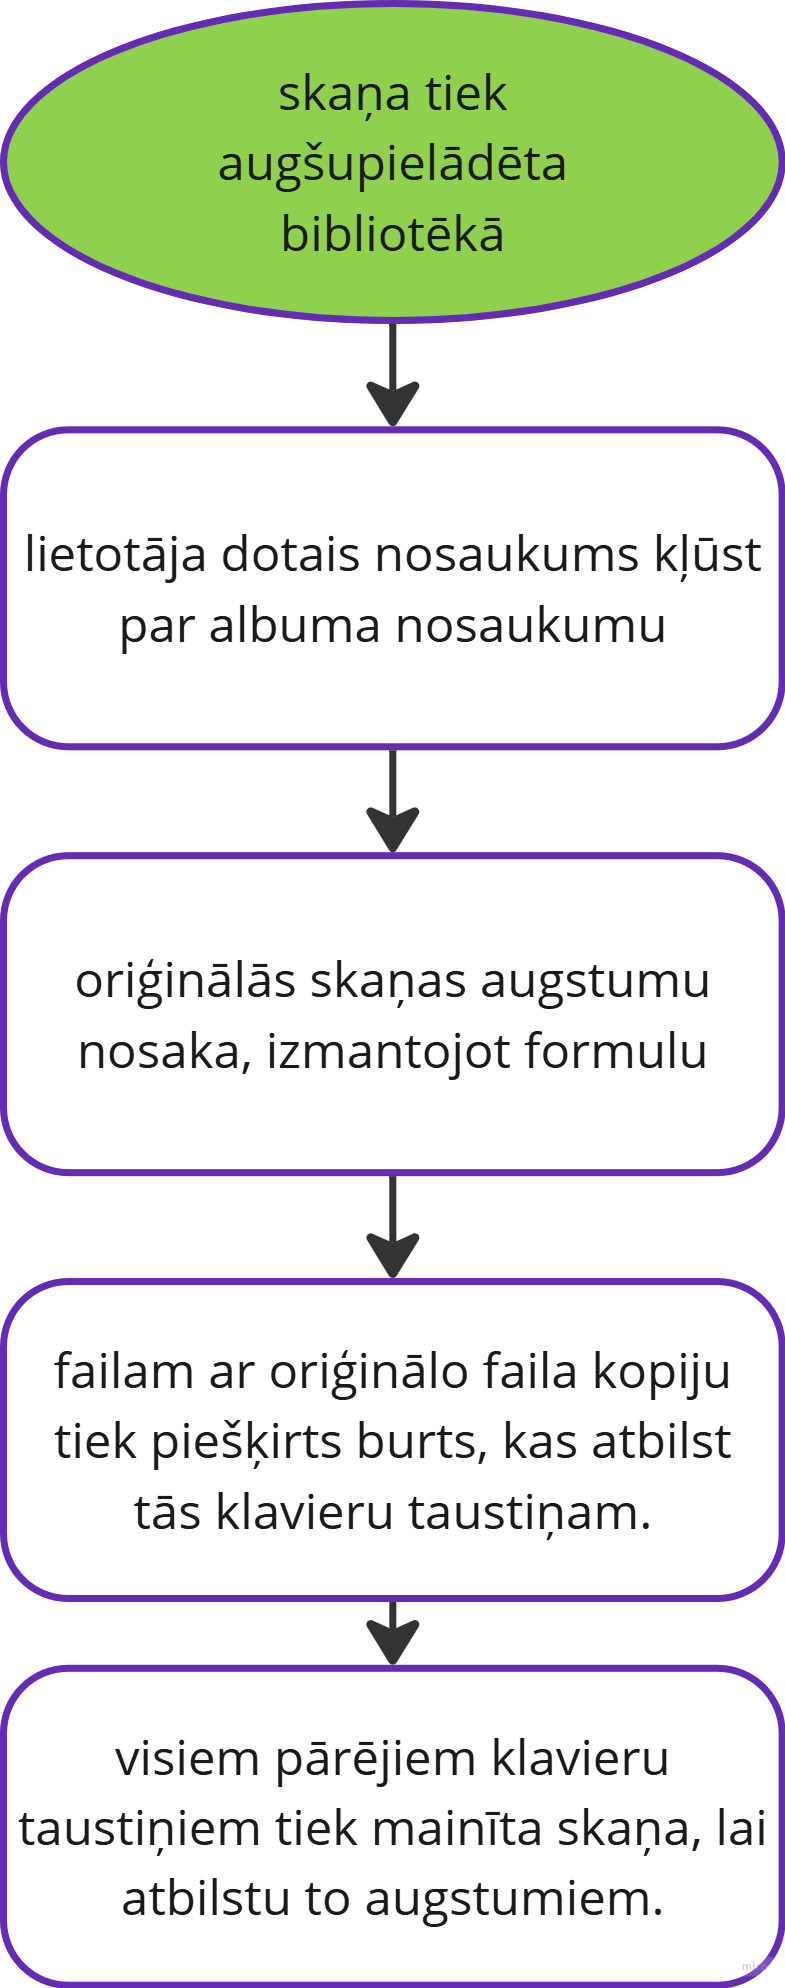 skaņa tiek
augšupielādēta
bibliotēkā
lietotāja dotais nosaukums kļūst
par albuma nosaukumu
oriģinālās skaņas augstumu
nosaka, izmantojot formulu
failam ar oriģinālo faila kopiju
tiek piešķirts burts, kas atbilst
tās klavieru taustiņam.
visiem pārējiem klavieru
taustiņiem tiek mainīta skaņa, lai
atbilstu to augstumiem.
miro